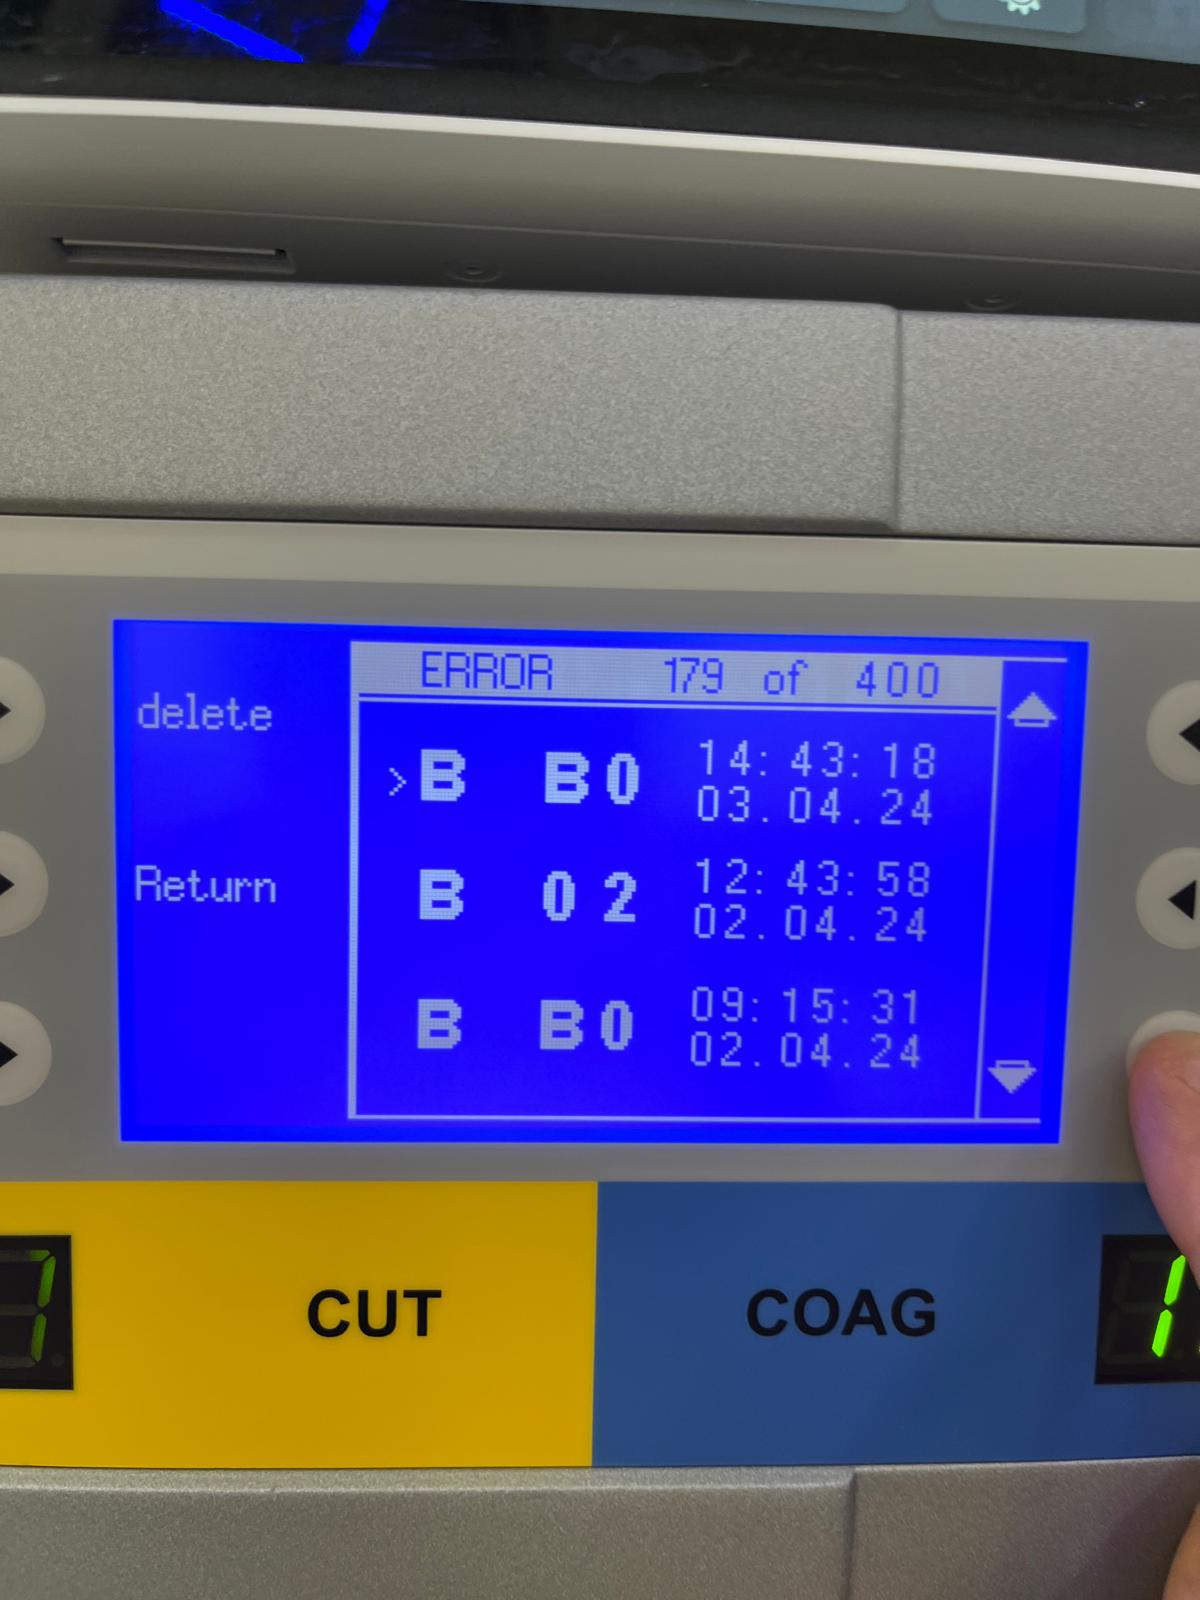 ERROR 179 of 400
delete
>B B0 14:43:18
03.04.24
Return
B 02 12:43:58
02.04.24
B B0 09:15:31
02.04.24
CUT COAG